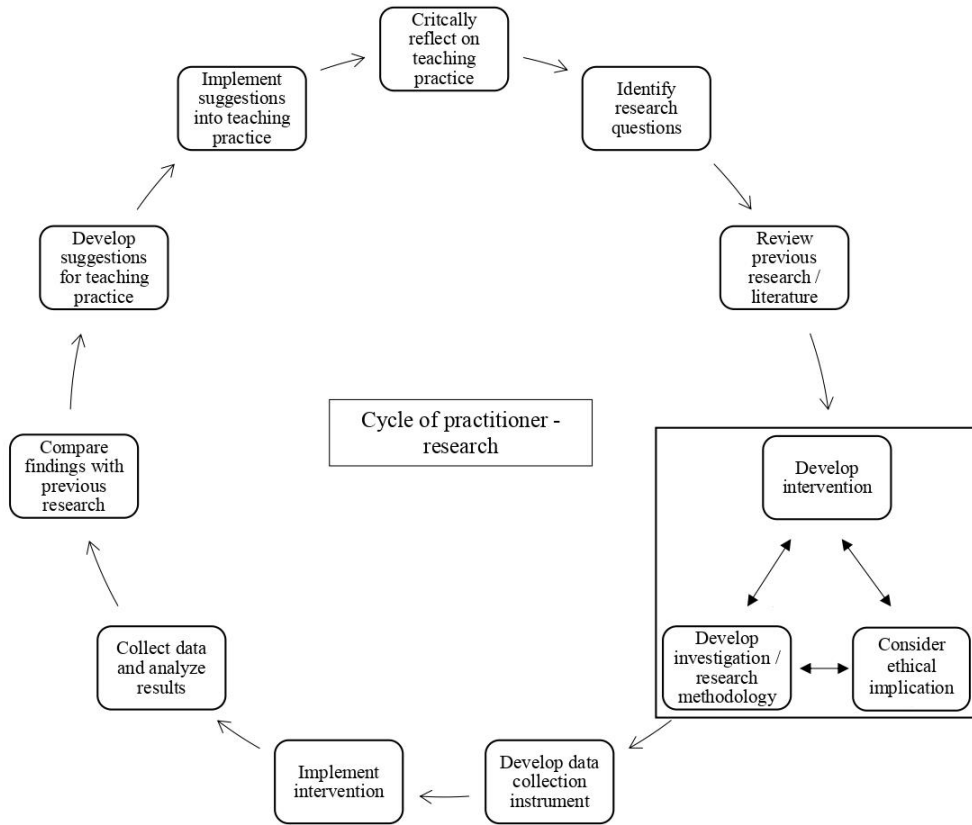 Critcally
reflect on
teaching
practice
Identify
research
questions
Review
previous
research /
literature
Develop
intervention
Develop
investigation /
research
methodology
Consider
ethical
implication
Develop data
collection
instrument
Implement
intervention
Collect data
and analyze
results
Compare
findings with
previous
research
Develop
suggestions
for teaching
practice
Implement
suggestions
into teaching
practice
Cycle of practitioner -
research